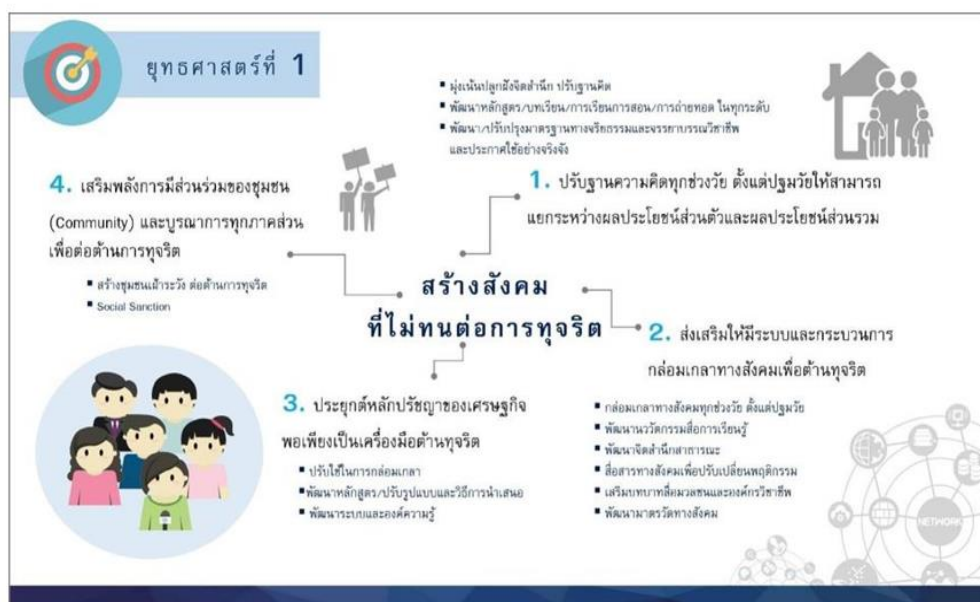 ยุทธศาสตร์ที่ 1
▪ มุ่งเน้นปลูกฝังจิตสำนึก ปรับฐานคิด
▪ พัฒนาหลักสูตร/บทเรียน/การเรียนการสอน/การถ่ายทอด ในทุกระดับ
▪ พัฒนา/ปรับปรุงมาตรฐานทางจริยธรรมและจรรยาบรรณวิชาชีพ
และประกาศใช้อย่างจริงจัง
1. ปรับฐานความคิดทุกช่วงวัย ตั้งแต่ปฐมวัยให้สามารถ
แยกระหว่างผลประโยชน์ส่วนตัวและผลประโยชน์ส่วนรวม
4. เสริมพลังการมีส่วนร่วมของชุมชน
(Community) และบูรณาการทุกภาคส่วน
เพื่อต่อต้านการทุจริต
▪ สร้างชุมชนเฝ้าระวัง ต่อต้านการทุจริต
▪ Social Sanction
สร้างสังคม
ที่ไม่ทนต่อการทุจริต
2. ส่งเสริมให้มีระบบและกระบวนการ
กล่อมเกลาทางสังคมเพื่อต้านทุจริต
▪ กล่อมเกลาทางสังคมทุกช่วงวัย ตั้งแต่ปฐมวัย
▪ พัฒนานวัตกรรมสื่อการเรียนรู้
▪ พัฒนาจิตสำนึกสาธารณะ
▪ สื่อสารทางสังคมเพื่อปรับเปลี่ยนพฤติกรรม
▪ เสริมบทบาทสื่อมวลชนและองค์กรวิชาชีพ
▪ พัฒนามาตรวัดทางสังคม
3. ประยุกต์หลักปรัชญาของเศรษฐกิจ
พอเพียงเป็นเครื่องมือต้านทุจริต
▪ ปรับใช้ในการกล่อมเกลา
▪ พัฒนาหลักสูตร/ปรับรูปแบบและวิธีการนำเสนอ
▪ พัฒนาระบบและองค์ความรู้
NETWORK